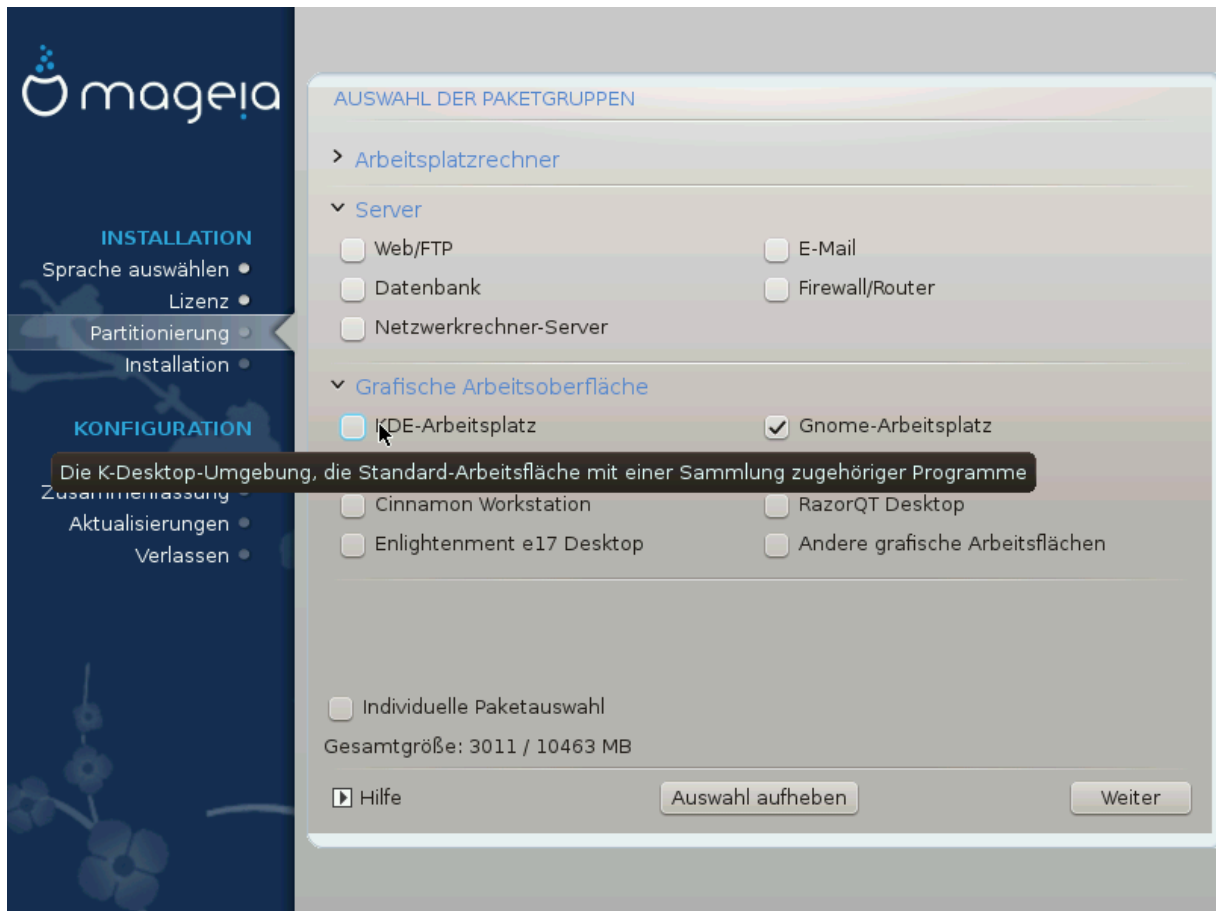 mageia
INSTALLATION
Sprache auswählen
Lizenz
Partitionierung
Installation
KONFIGURATION
Zusammenfassung
Aktualisierungen
Verlassen
AUSWAHL DER PAKETGRUPPEN
Arbeitsplatzrechner
Server
Web/FTP
E-Mail
Datenbank
Firewall/Router
Netzwerkrechner-Server
Grafische Arbeitsoberfläche
KDE-Arbeitsplatz
Gnome-Arbeitsplatz
Die K-Desktop-Umgebung, die Standard-Arbeitsfläche mit einer Sammlung zugehöriger Programme
Cinnamon Workstation
RazorQT Desktop
Enlightenment e17 Desktop
Andere grafische Arbeitsflächen
Individuelle Paketauswahl
Gesamtgröße: 3011 / 10463 MB
Hilfe
Auswahl aufheben
Weiter